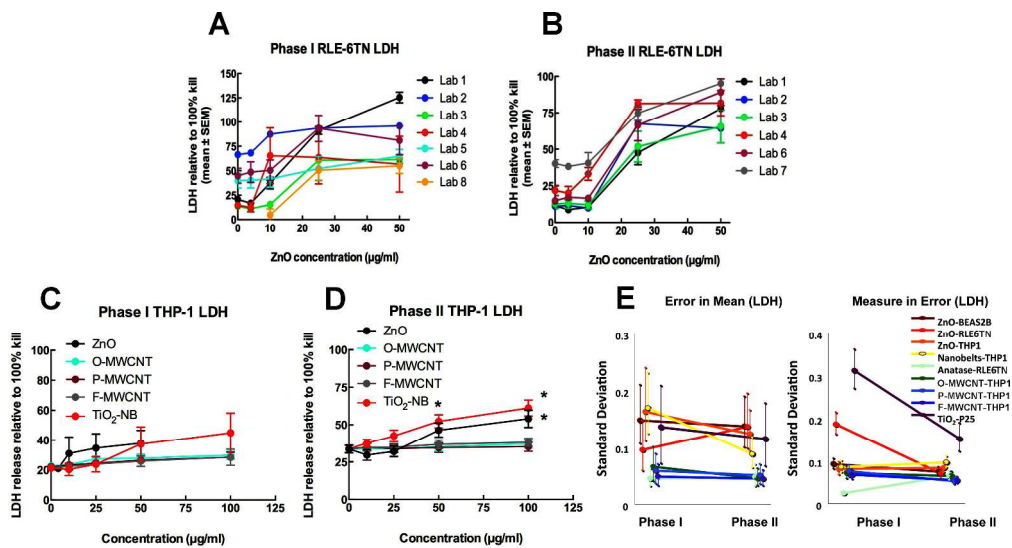 A
Phase I RLE-6TN LDH
LDH relative to 100% kill
(mean ± SEM)
150
125
100
75
50
25
0
0 10 20 30 40 50
ZnO concentration (µg/ml)
Lab 1
Lab 2
Lab 3
Lab 4
Lab 5
Lab 6
Lab 8
B
Phase II RLE-6TN LDH
LDH relative to 100% kill
(mean ± SEM)
100
75
50
25
0
0 10 20 30 40 50
ZnO concentration (µg/ml)
Lab 1
Lab 2
Lab 3
Lab 4
Lab 6
Lab 7
C
Phase I THP-1 LDH
LDH release relative to 100% kill
100
80
60
40
20
0
0 25 50 75 100 125
Concentration (µg/ml)
ZnO
O-MWCNT
P-MWCNT
F-MWCNT
TiO₂-NB
D
Phase II THP-1 LDH
LDH release relative to 100% kill
100
80
60
40
20
0
0 25 50 75 100 125
Concentration (µg/ml)
ZnO
O-MWCNT
P-MWCNT
F-MWCNT
TiO₂-NB
*
*
*
E
Error in Mean (LDH)
Standard Deviation
0.3
0.2
0.1
0
Phase I Phase II
Measure in Error (LDH)
Standard Deviation
0.4
0.3
0.2
0.1
0
Phase I Phase II
ZnO-BEAS2B
ZnO-RLE6TN
ZnO-THP1
Nanobelts-THP1
Anatase-RLE6TN
O-MWCNT-THP1
P-MWCNT-THP1
F-MWCNT-THP1
TiO₂P25